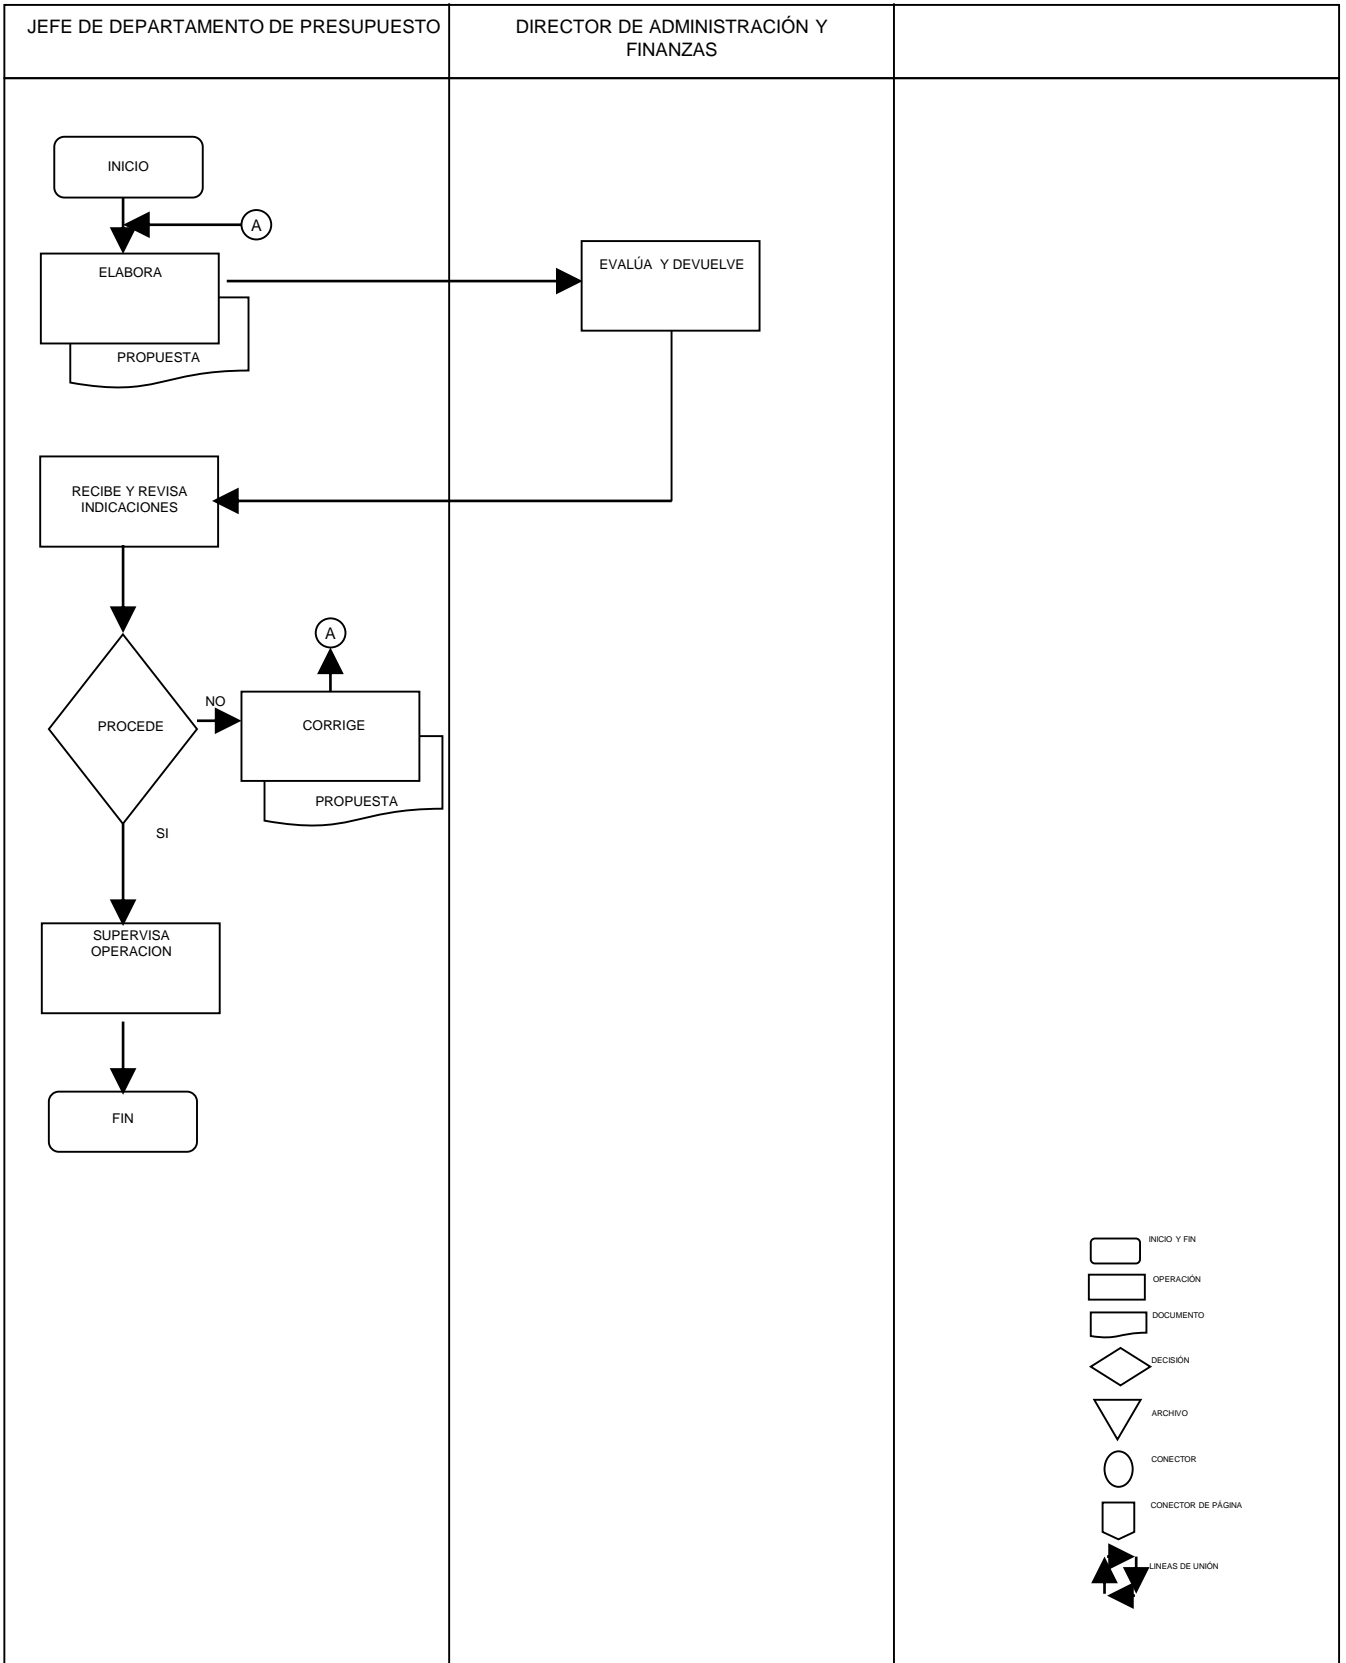 JEFE DE DEPARTAMENTO DE PRESUPUESTO
DIRECTOR DE ADMINISTRACIÓN Y
FINANZAS
INICIO
A
ELABORA
PROPUESTA
EVALÚA Y DEVUELVE
RECIBE Y REVISA
INDICACIONES
A
PROCEDE
NO
CORRIGE
PROPUESTA
SI
SUPERVISA
OPERACION
FIN
INICIO Y FIN
OPERACIÓN
DOCUMENTO
DECISIÓN
ARCHIVO
CONECTOR
CONECTOR DE PÁGINA
LINEAS DE UNIÓN